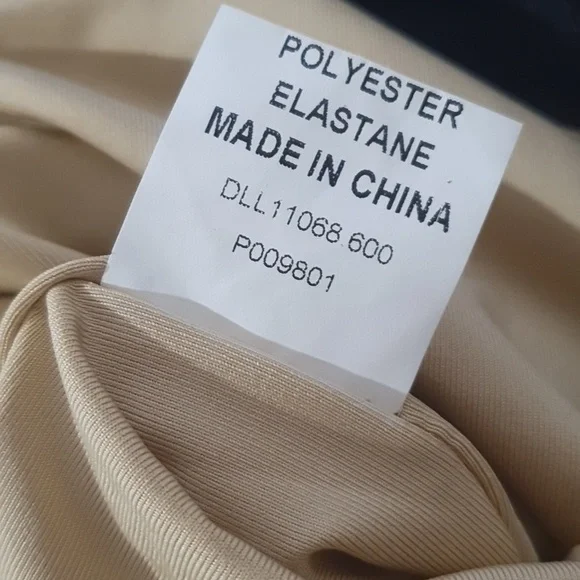 POLYESTER
ELASTANE
MADE IN CHINA
DLL11068.600
P009801